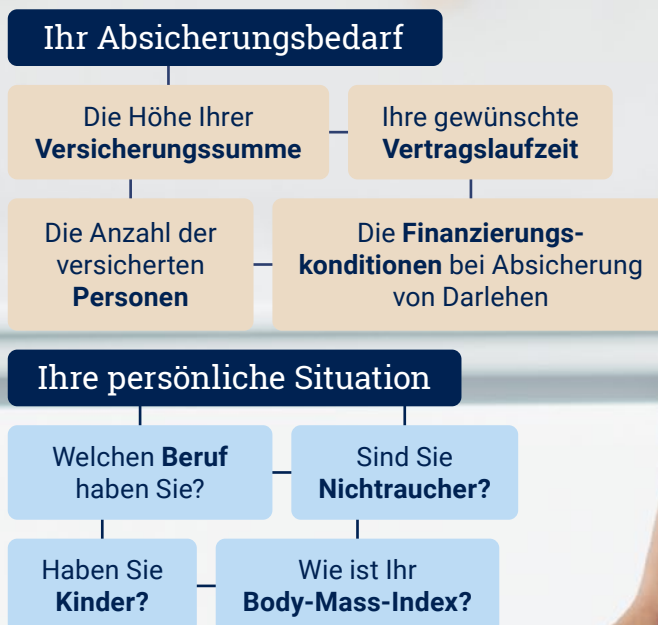 Ihr Absicherungsbedarf
Die Höhe Ihrer
Versicherungssumme
Ihre gewünschte
Vertragslaufzeit
Die Anzahl der
versicherten
Personen
Die Finanzierungs-
konditionen bei Absicherung
von Darlehen
Ihre persönliche Situation
Welchen Beruf
haben Sie?
Sind Sie
Nichtraucher?
Haben Sie
Kinder?
Wie ist Ihr
Body-Mass-Index?